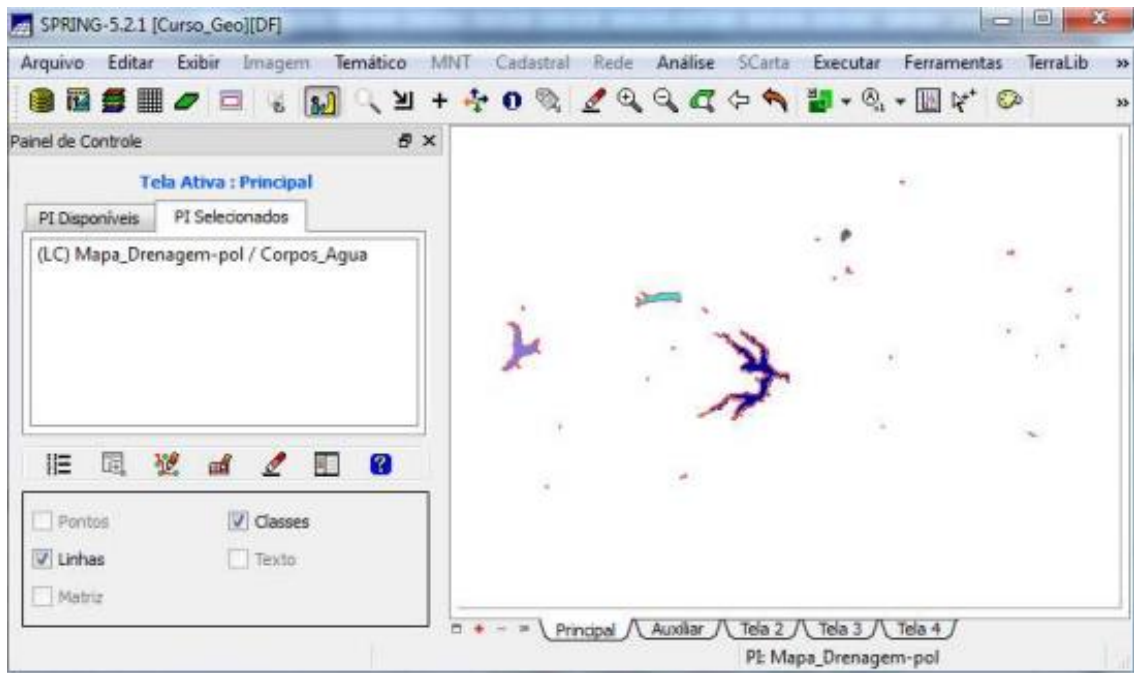 SPRING-5.2.1 [Curso_Geo][DF]
Arquivo Editar Exibir Imagem Temático MNT Cadastral Rede Análise SCarta Executar Ferramentas TerraLib »
»
Painel de Controle
Tela Ativa : Principal
PI Disponíveis PI Selecionados
(LC) Mapa_Drenagem-pol / Corpos_Agua
Pontos Classes
Linhas Texto
Matriz
Principal Auxiliar Tela 2 Tela 3 Tela 4
PI: Mapa_Drenagem-pol